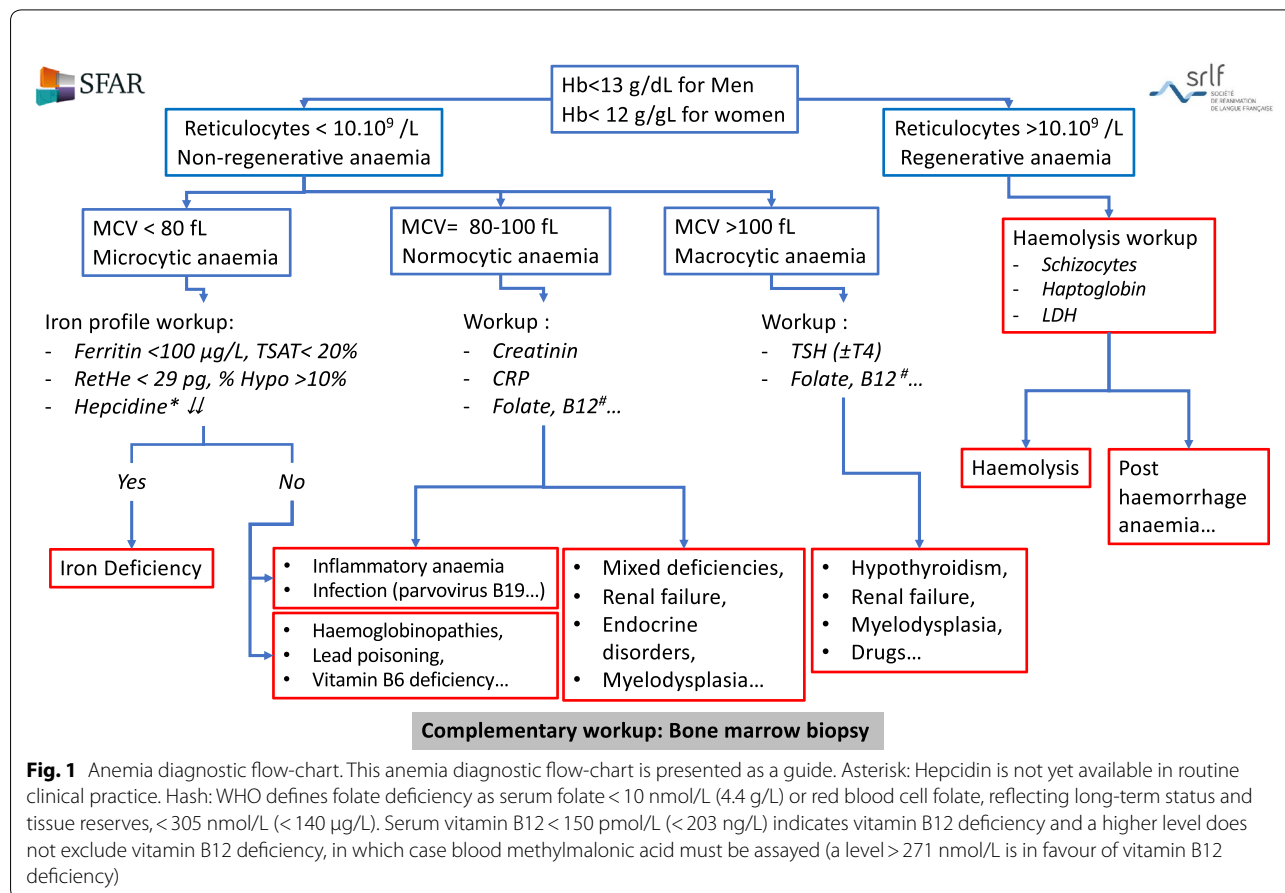 SFAR
srlf
SOCIÉTÉ
DE RÉANIMATION
DE LANGUE FRANÇAISE
Hb<13 g/dL for Men
Hb< 12 g/gL for women
Reticulocytes < 10.10⁹ /L
Non-regenerative anaemia
Reticulocytes >10.10⁹ /L
Regenerative anaemia
MCV < 80 fL
Microcytic anaemia
MCV= 80-100 fL
Normocytic anaemia
MCV >100 fL
Macrocytic anaemia
Haemolysis workup
- Schizocytes
- Haptoglobin
- LDH
Iron profile workup:
- Ferritin <100 µg/L, TSAT< 20%
- RetHe < 29 pg, % Hypo >10%
- Hepcidine* ⇊
Workup :
- Creatinin
- CRP
- Folate, B12#...
Workup :
- TSH (±T4)
- Folate, B12 #...
Yes
No
Haemolysis
Post
haemorrhage
anaemia...
Iron Deficiency
• Inflammatory anaemia
• Infection (parvovirus B19...)
• Haemoglobinopathies,
• Lead poisoning,
• Vitamin B6 deficiency...
• Mixed deficiencies,
• Renal failure,
• Endocrine
disorders,
• Myelodysplasia...
• Hypothyroidism,
• Renal failure,
• Myelodysplasia,
• Drugs...
Complementary workup: Bone marrow biopsy
Fig. 1 Anemia diagnostic flow-chart. This anemia diagnostic flow-chart is presented as a guide. Asterisk: Hepcidin is not yet available in routine
clinical practice. Hash: WHO defines folate deficiency as serum folate < 10 nmol/L (4.4 g/L) or red blood cell folate, reflecting long-term status and
tissue reserves, < 305 nmol/L (< 140 µg/L). Serum vitamin B12 < 150 pmol/L (< 203 ng/L) indicates vitamin B12 deficiency and a higher level does
not exclude vitamin B12 deficiency, in which case blood methylmalonic acid must be assayed (a level > 271 nmol/L is in favour of vitamin B12
deficiency)